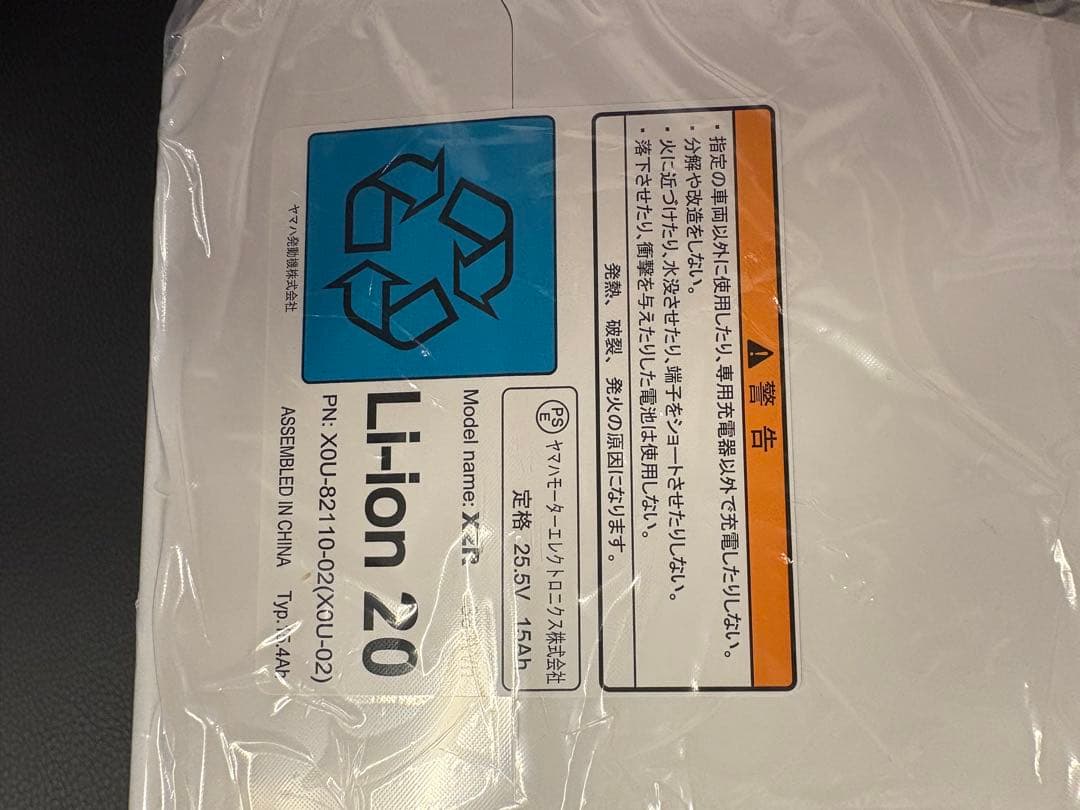 警告
・指定の車両以外に使用したり、専用充電器以外で充電したりしない。
・分解や改造をしない。
・火に近づけたり、水没させたり、端子をショートさせたりしない。
・落下させたり、衝撃を与えたりした電池は使用しない。
発熱、破裂、発火の原因になります。
PS
E
ヤマハモーターエレクトロニクス株式会社
定格 25.5V 15Ah
Model name:
Li-ion 20
PN: X0U-82110-02(X0U-02)
ASSEMBLED IN CHINA Typ.
ヤマハ発動機株式会社